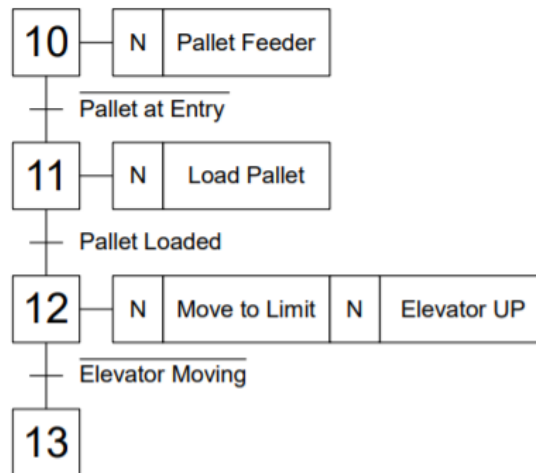 10 N Pallet Feeder
Pallet at Entry
11 N Load Pallet
Pallet Loaded
12 N Move to Limit N Elevator UP
Elevator Moving
13